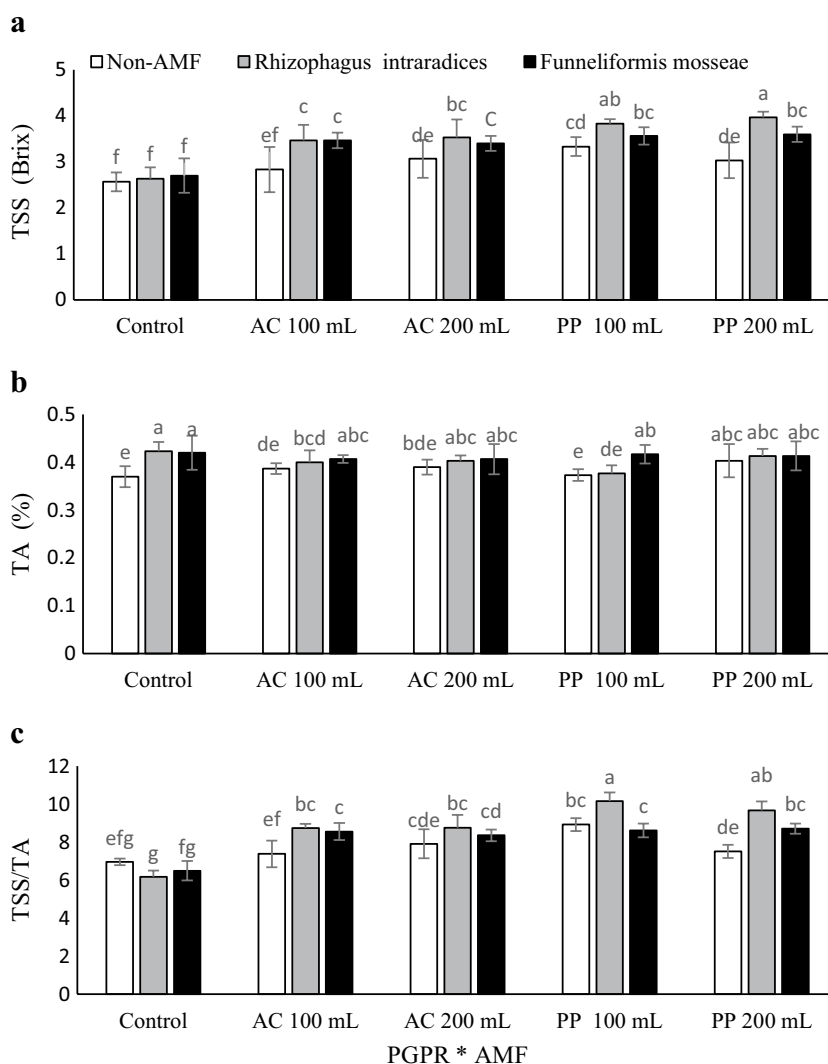 a
Non-AMF Rhizophagus intraradices Funneliformis mosseae
5
4
3
2
1
0
TSS (Brix)
f f f ef c c de bc C cd ab bc de a bc
Control AC 100 mL AC 200 mL PP 100 mL PP 200 mL
b
0.5
0.4
0.3
0.2
0.1
0
TA (%)
e a a de bcd abc bde abc abc e de ab abc abc abc
Control AC 100 mL AC 200 mL PP 100 mL PP 200 mL
c
12
10
8
6
4
2
0
TSS/TA
efg g fg ef bc c cde bc cd bc a c de ab bc
Control AC 100 mL AC 200 mL PP 100 mL PP 200 mL
PGPR * AMF